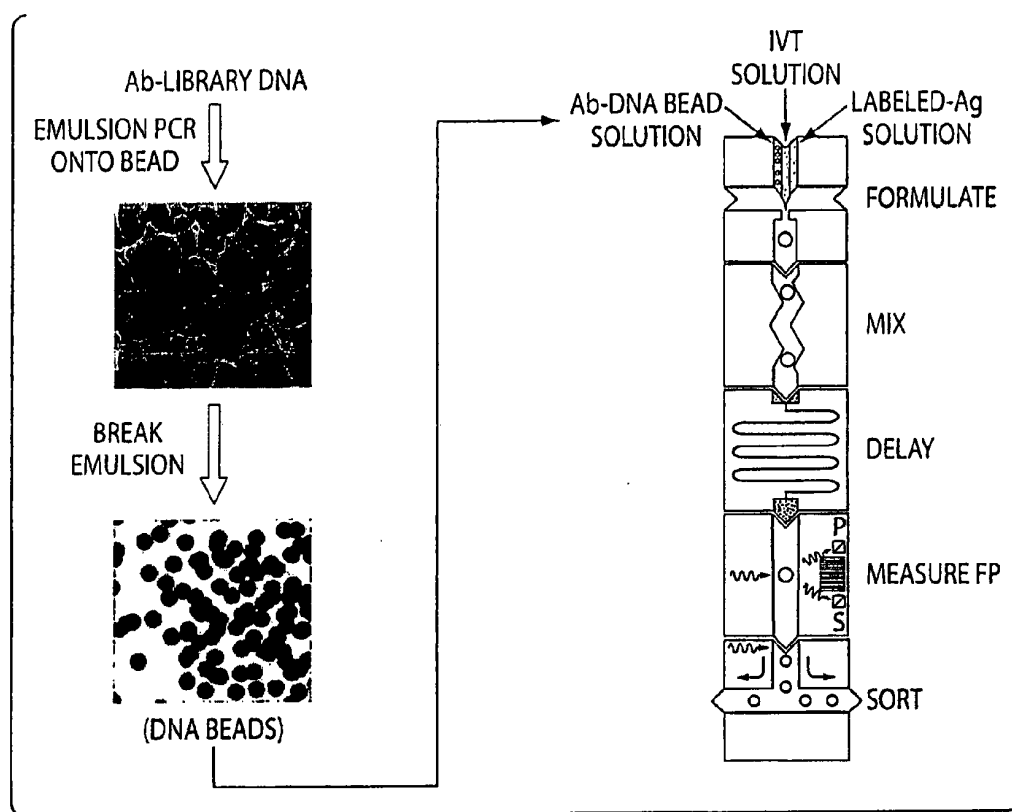 Ab-LIBRARY DNA
EMULSION PCR
ONTO BEAD
BREAK
EMULSION
(DNA BEADS)
IVT
SOLUTION
Ab-DNA BEAD
SOLUTION
LABELED-Ag
SOLUTION
FORMULATE
MIX
DELAY
P
MEASURE FP
S
SORT